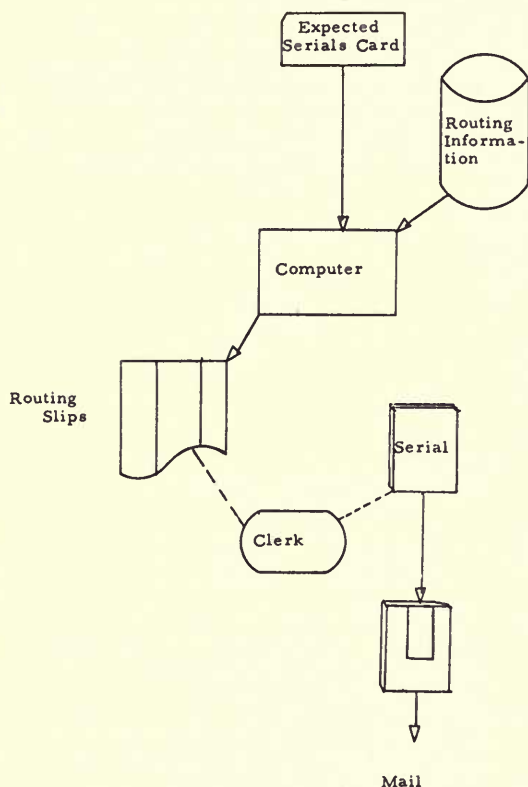 Expected
Serials Card
Routing
Informa-
tion
Computer
Routing
Slips
Serial
Clerk
Mail